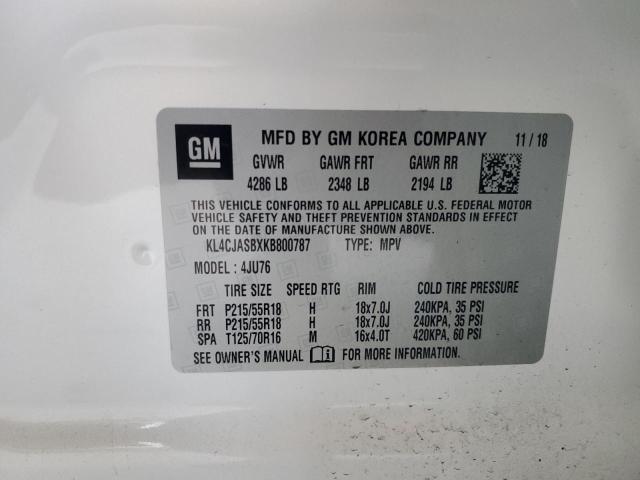 GM
MFD BY GM KOREA COMPANY 11 / 18
GVWR GAWR FRT GAWR RR
4286 LB 2348 LB 2194 LB
THIS VEHICLE CONFORMS TO ALL APPLICABLE U.S. FEDERAL MOTOR
VEHICLE SAFETY AND THEFT PREVENTION STANDARDS IN EFFECT
ON THE DATE OF MANUFACTURE SHOWN ABOVE.
KL4CJASBXKB800787 TYPE: MPV
MODEL : 4JU76
TIRE SIZE SPEED RTG RIM COLD TIRE PRESSURE
FRT P215/55R18 H 18x7.0J 240KPA, 35 PSI
RR P215/55R18 H 18x7.0J 240KPA, 35 PSI
SPA T125/70R16 M 16x4.0T 420KPA, 60 PSI
SEE OWNER'S MANUAL FOR MORE INFORMATION.